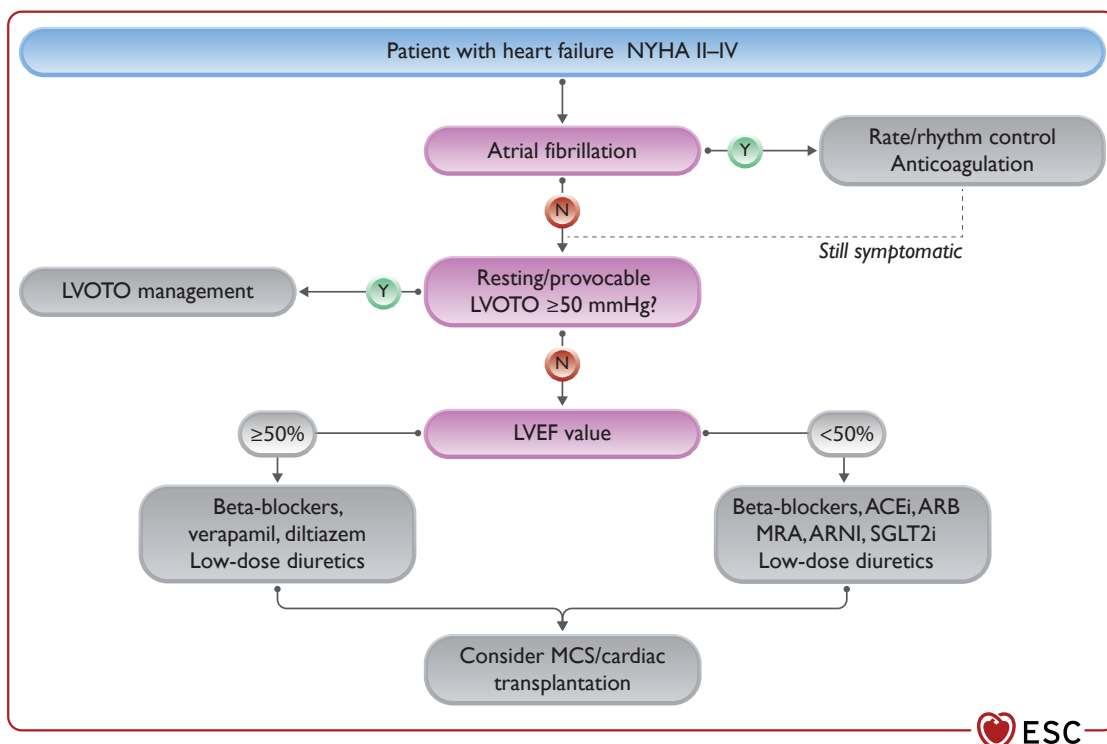 Patient with heart failure NYHA II–IV
Atrial fibrillation
Y
Rate/rhythm control
Anticoagulation
N
Still symptomatic
Resting/provocable
LVOTO ≥50 mmHg?
Y
LVOTO management
N
LVEF value
≥50%
<50%
Beta-blockers,
verapamil, diltiazem
Low-dose diuretics
Beta-blockers, ACEi, ARB
MRA, ARNI, SGLT2i
Low-dose diuretics
Consider MCS/cardiac
transplantation
ESC